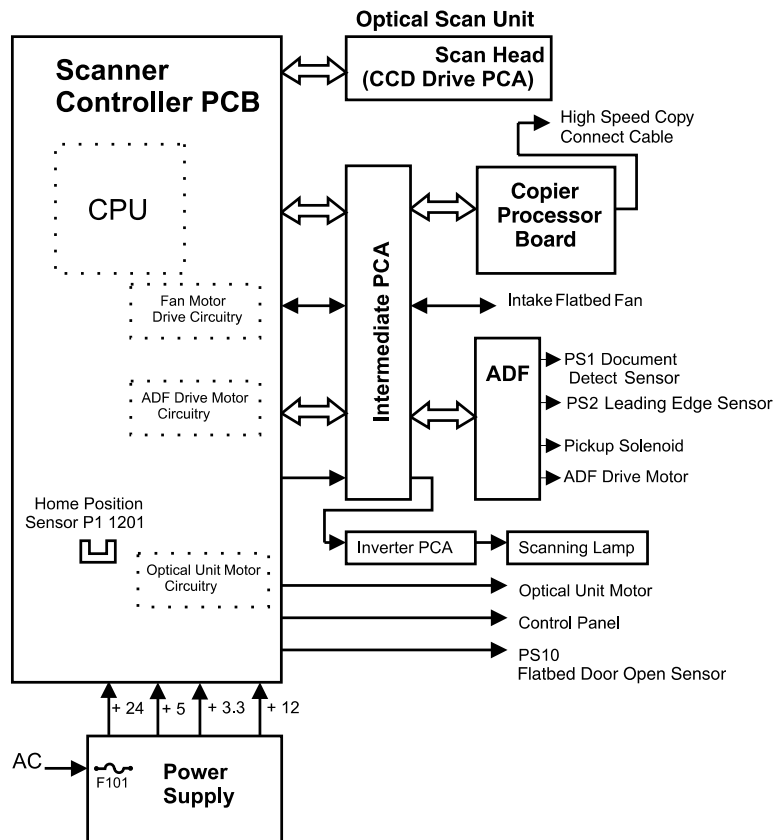 Optical Scan Unit
Scan Head
(CCD Drive PCA)
Scanner
Controller PCB
High Speed Copy
Connect Cable
CPU
Copier
Processor
Board
Intermediate PCA
Fan Motor
Drive Circuitry
Intake Flatbed Fan
ADF
PS1 Document
Detect Sensor
PS2 Leading Edge Sensor
Pickup Solenoid
ADF Drive Motor
ADF Drive Motor
Circuitry
Home Position
Sensor P1 1201
Inverter PCA
Scanning Lamp
Optical Unit Motor
Circuitry
Optical Unit Motor
Control Panel
PS10
Flatbed Door Open Sensor
+ 24
+ 5
+ 3.3
+ 12
AC
F101
Power
Supply